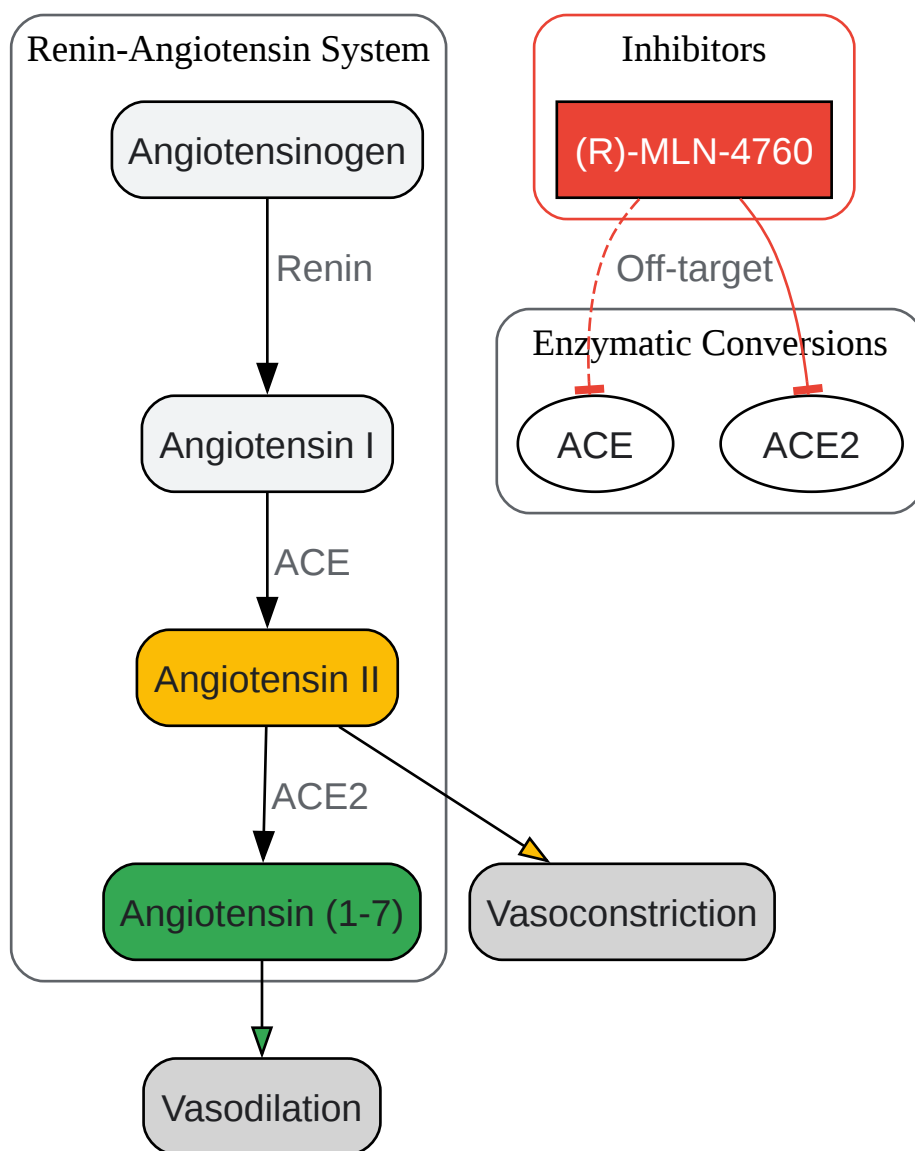 Renin-Angiotensin System
Angiotensinogen
Renin
Angiotensin I
ACE
Angiotensin II
ACE2
Angiotensin (1-7)
Vasoconstriction
Vasodilation
Inhibitors
(R)-MLN-4760
Off-target
Enzymatic Conversions
ACE
ACE2